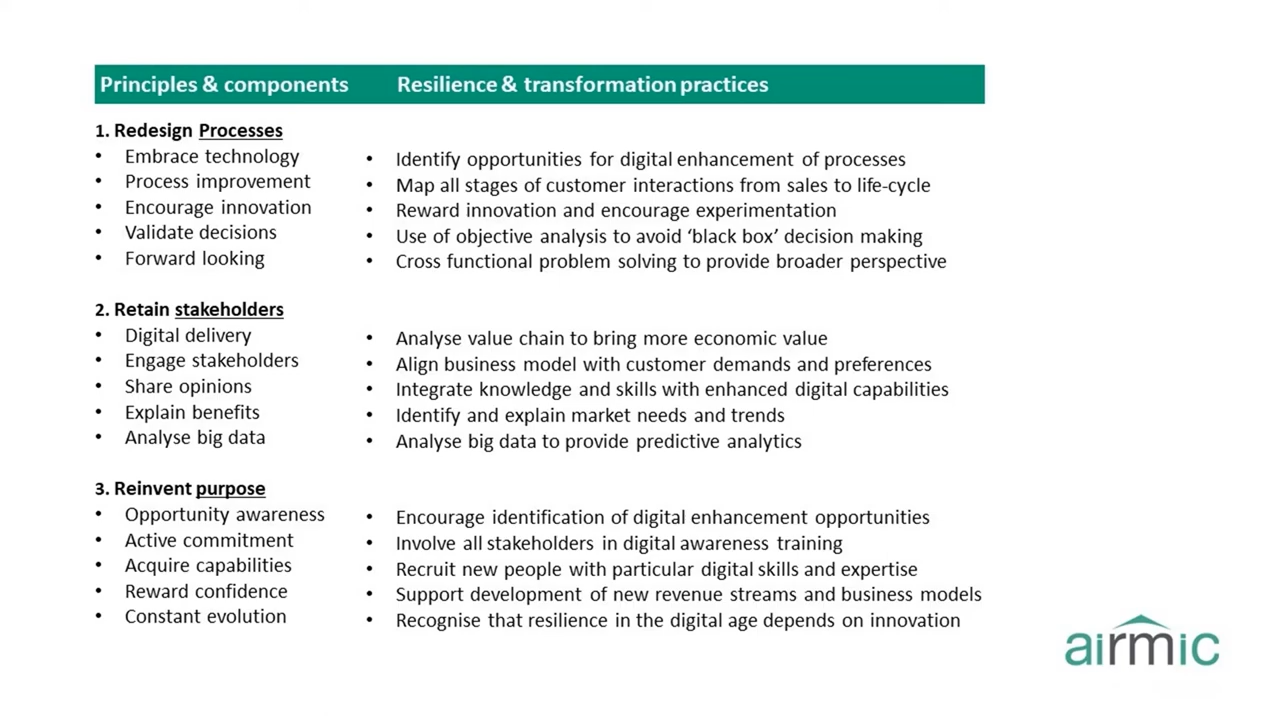 Principles & components Resilience & transformation practices
1. Redesign Processes
• Embrace technology • Identify opportunities for digital enhancement of processes
• Process improvement • Map all stages of customer interactions from sales to life-cycle
• Encourage innovation • Reward innovation and encourage experimentation
• Validate decisions • Use of objective analysis to avoid ‘black box’ decision making
• Forward looking • Cross functional problem solving to provide broader perspective
2. Retain stakeholders
• Digital delivery • Analyse value chain to bring more economic value
• Engage stakeholders • Align business model with customer demands and preferences
• Share opinions • Integrate knowledge and skills with enhanced digital capabilities
• Explain benefits • Identify and explain market needs and trends
• Analyse big data • Analyse big data to provide predictive analytics
3. Reinvent purpose
• Opportunity awareness • Encourage identification of digital enhancement opportunities
• Active commitment • Involve all stakeholders in digital awareness training
• Acquire capabilities • Recruit new people with particular digital skills and expertise
• Reward confidence • Support development of new revenue streams and business models
• Constant evolution • Recognise that resilience in the digital age depends on innovation
airmic